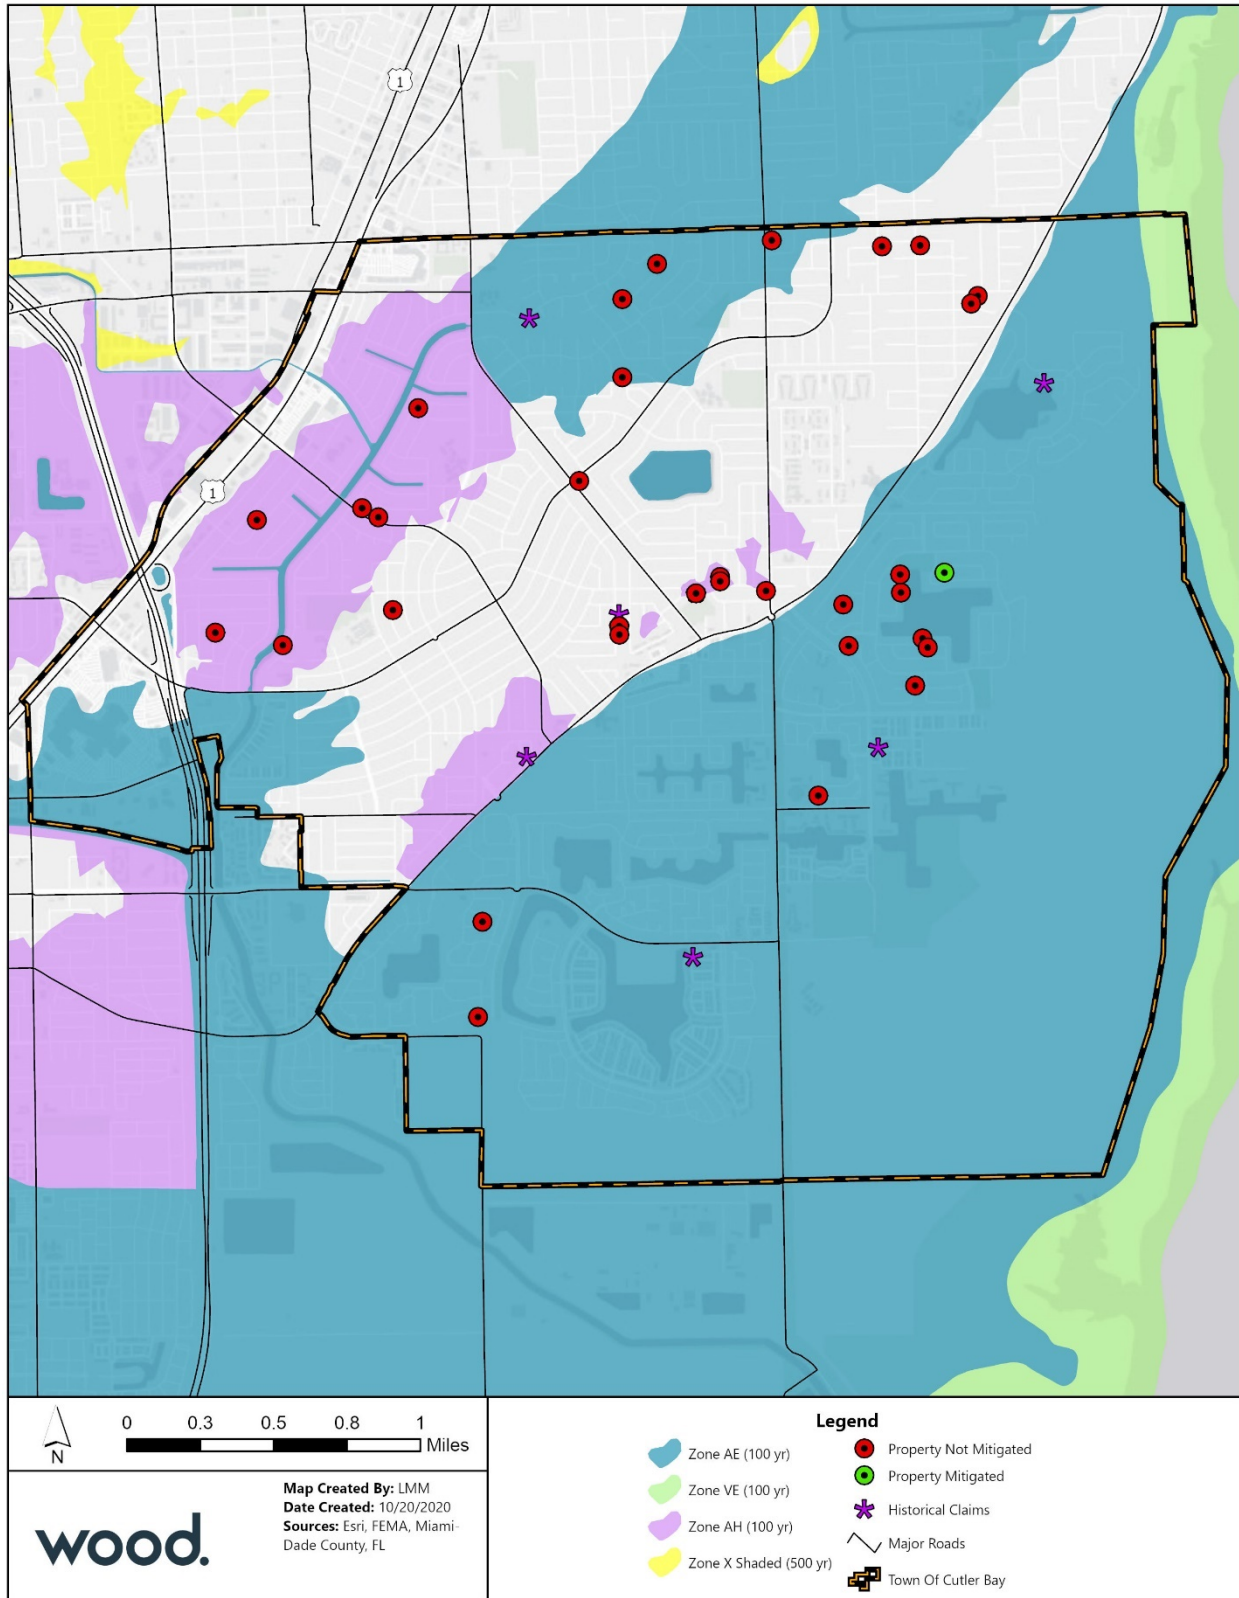 1
1
N
0 0.3 0.5 0.8 1
Miles
Map Created By: LMM
Date Created: 10/20/2020
Sources: Esri, FEMA, Miami-
Dade County, FL
wood.
Legend
Zone AE (100 yr)
Zone VE (100 yr)
Zone AH (100 yr)
Zone X Shaded (500 yr)
Property Not Mitigated
Property Mitigated
Historical Claims
Major Roads
Town Of Cutler Bay